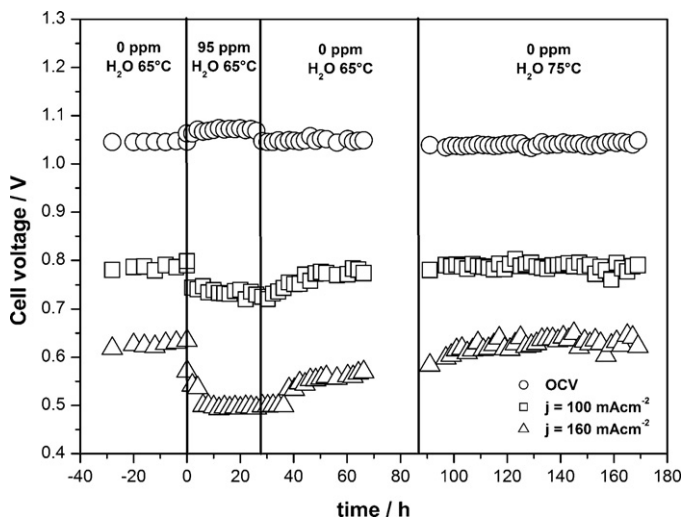 1.3
1.2
1.1
1.0
0.9
0.8
0.7
0.6
0.5
0.4
Cell voltage / V
0 ppm
H₂O 65°C
95 ppm
H₂O 65°C
0 ppm
H₂O 65°C
0 ppm
H₂O 75°C
OCV
j = 100 mAcm⁻²
j = 160 mAcm⁻²
-40 -20 0 20 40 60 80 100 120 140 160 180
time / h